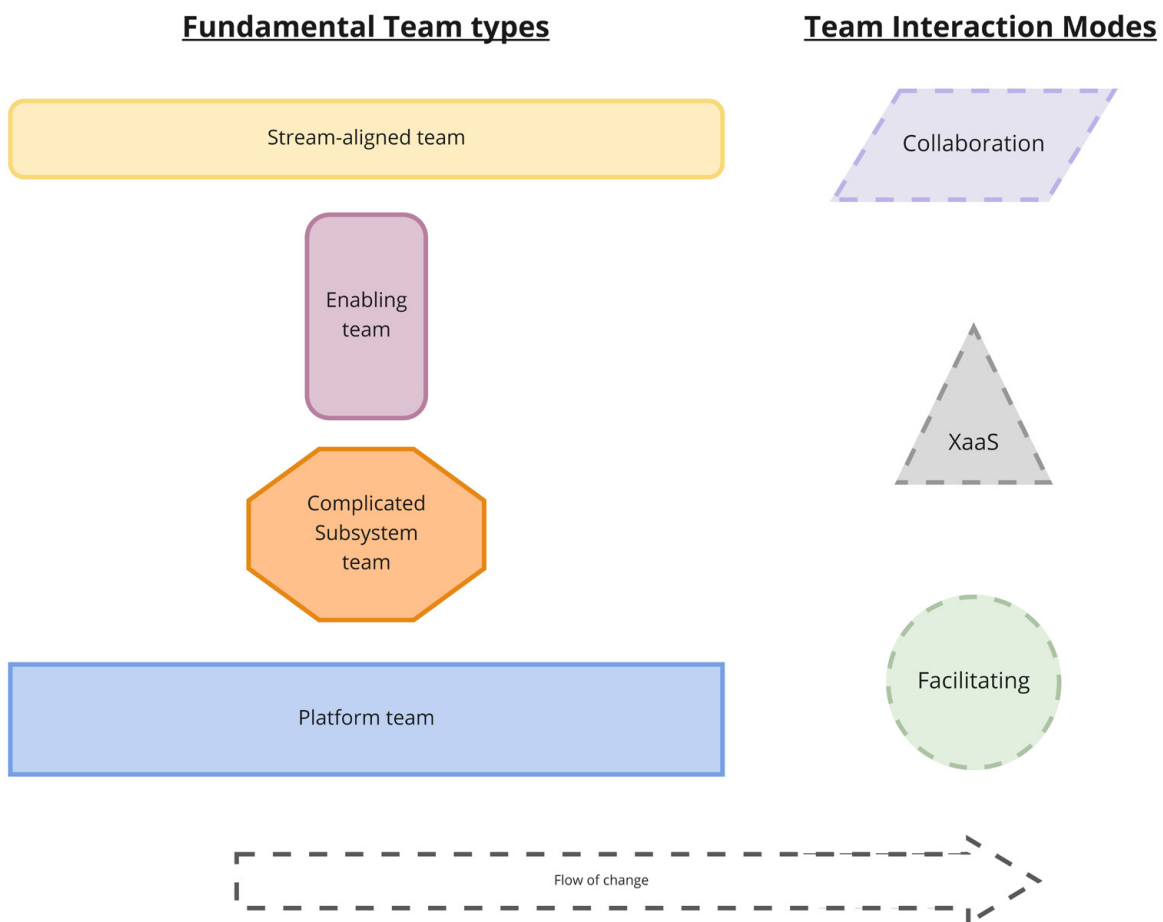 Fundamental Team types
Team Interaction Modes
Stream-aligned team
Collaboration
Enabling
team
XaaS
Complicated
Subsystem
team
Facilitating
Platform team
Flow of change